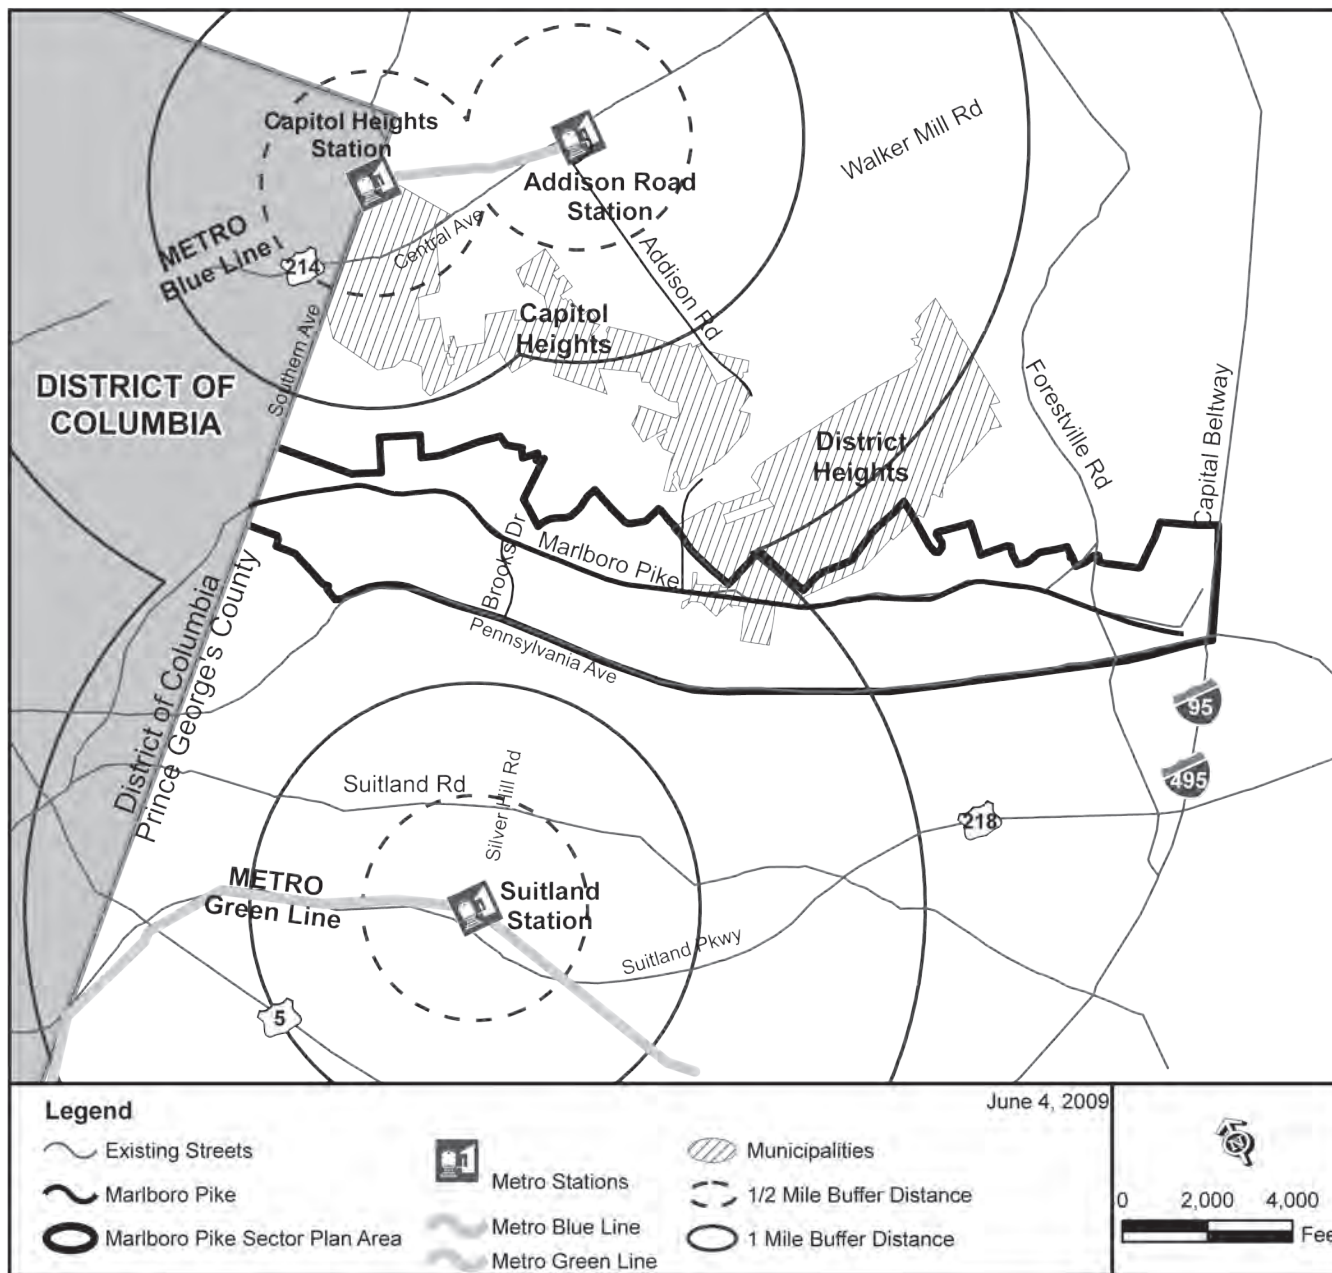 Capitol Heights
Station
Addison Road
Station
Walker Mill Rd
METRO
Blue Line
214
Central Ave
Addison Rd
Southern Ave
Capitol
Heights
DISTRICT OF
COLUMBIA
District
Heights
Forestville Rd
Capital Beltway
Brooks Dr
Marlboro Pike
Pennsylvania Ave
District of Columbia
Prince George's County
95
495
Suitland Rd
Silver Hill Rd
218
METRO
Green Line
Suitland
Station
Suitland Pkwy
5
Legend
June 4, 2009
Existing Streets
Marlboro Pike
Marlboro Pike Sector Plan Area
Metro Stations
Metro Blue Line
Metro Green Line
Municipalities
1/2 Mile Buffer Distance
1 Mile Buffer Distance
N
0 2,000 4,000
Fee